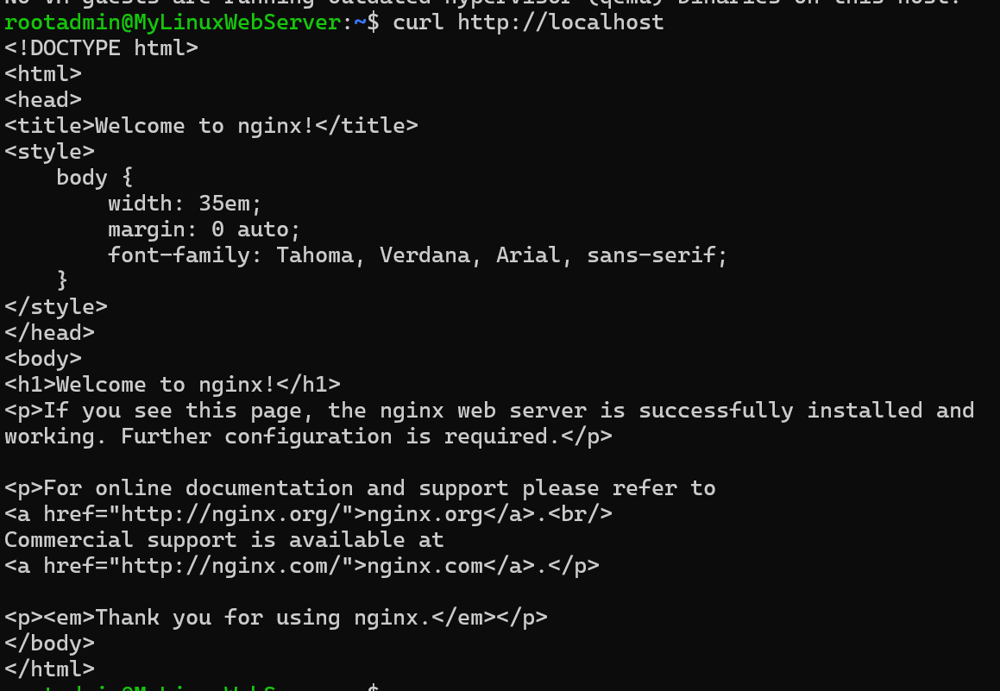 No VM guests are running outdated hypervisor (qemu) binaries on this host.
rootadmin@MyLinuxWebServer:~$ curl http://localhost
<!DOCTYPE html>
<html>
<head>
<title>Welcome to nginx!</title>
<style>
    body {
        width: 35em;
        margin: 0 auto;
        font-family: Tahoma, Verdana, Arial, sans-serif;
    }
</style>
</head>
<body>
<h1>Welcome to nginx!</h1>
<p>If you see this page, the nginx web server is successfully installed and
working. Further configuration is required.</p>

<p>For online documentation and support please refer to
<a href="http://nginx.org/">nginx.org</a>.<br/>
Commercial support is available at
<a href="http://nginx.com/">nginx.com</a>.</p>

<p><em>Thank you for using nginx.</em></p>
</body>
</html>
rootadmin@MyLinuxWebServer:~$